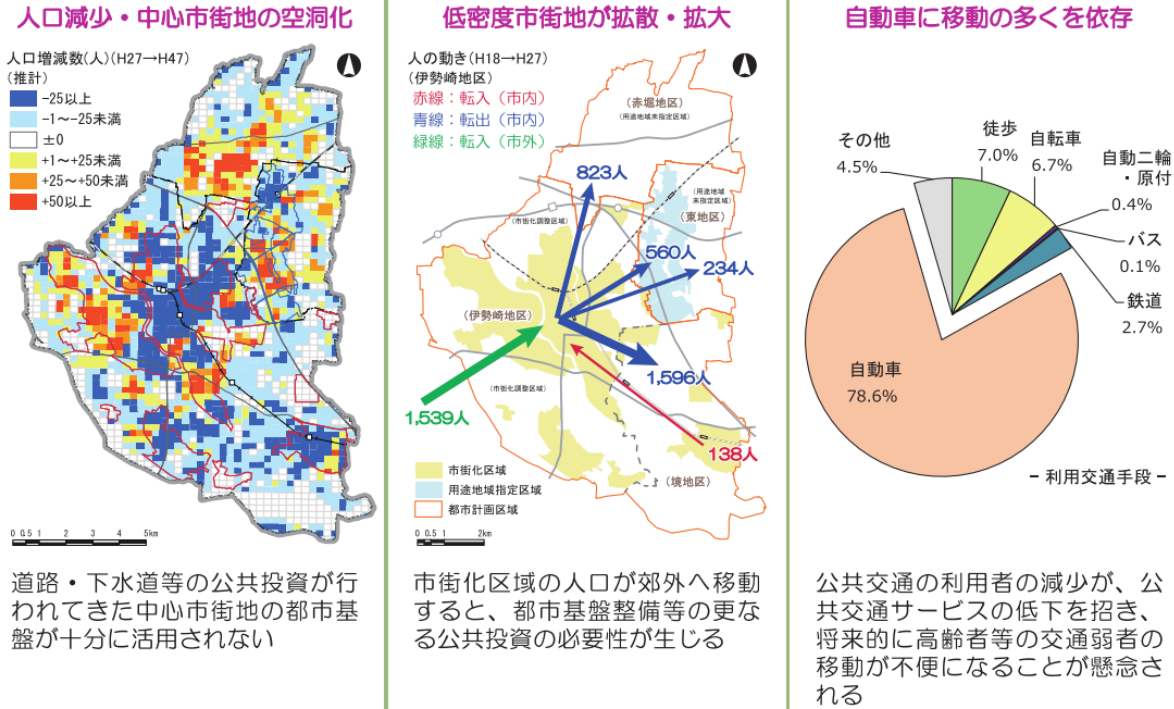 人口減少・中心市街地の空洞化
人口増減数(人)(H27→H47)
(推計)
-25以上
-1～-25未満
±0
+1～+25未満
+25～+50未満
+50以上
0 0.5 1 2 3 4 5km
道路・下水道等の公共投資が行
われてきた中心市街地の都市基
盤が十分に活用されない
低密度市街地が拡散・拡大
人の動き(H18→H27)
(伊勢崎地区)
赤線：転入（市内）
青線：転出（市内）
緑線：転入（市外）
(赤堀地区)
(用途地域未指定区域)
823人
(用途地域
未指定区域)
(東地区)
(市街化調整区域)
560人
234人
(伊勢崎地区)
1,596人
(市街化調整区域)
1,539人
138人
(境地区)
市街化区域
用途地域指定区域
都市計画区域
0 0.5 1 2km
市街化区域の人口が郊外へ移動
すると、都市基盤整備等の更な
る公共投資の必要性が生じる
自動車に移動の多くを依存
その他
4.5%
徒歩
7.0%
自転車
6.7%
自動二輪
・原付
0.4%
バス
0.1%
鉄道
2.7%
自動車
78.6%
- 利用交通手段 -
公共交通の利用者の減少が、公
共交通サービスの低下を招き、
将来的に高齢者等の交通弱者の
移動が不便になることが懸念さ
れる